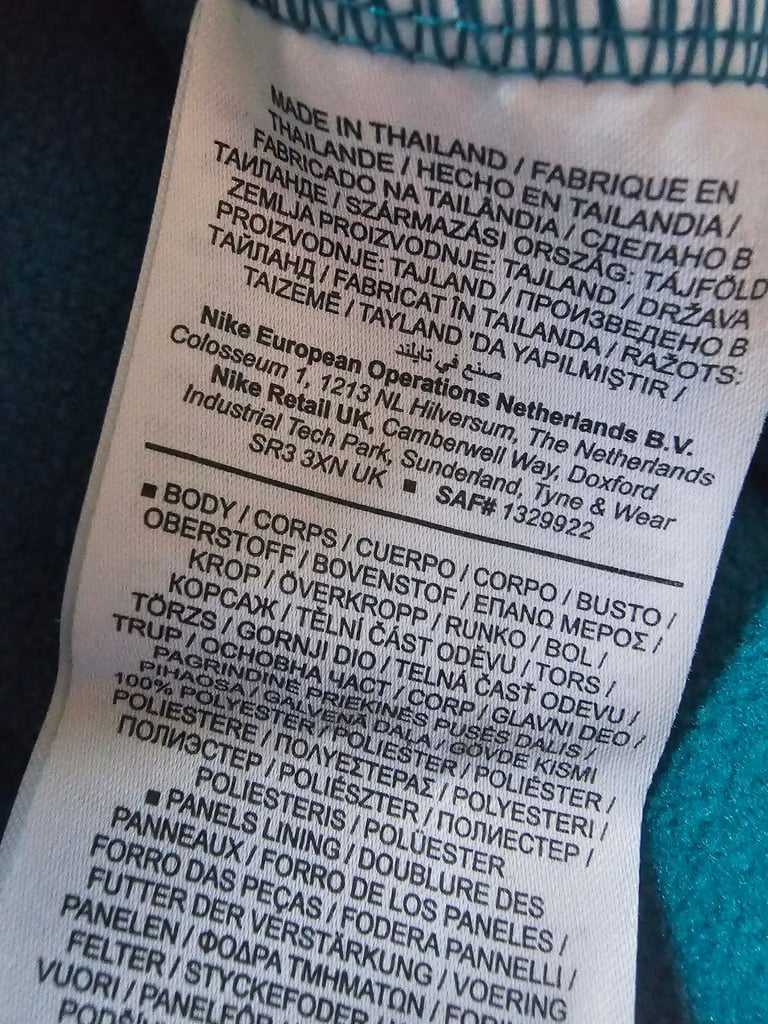 MADE IN THAILAND / FABRIQUE EN
THAILANDE / HECHO EN TAILANDIA /
FABRICADO NA TAILÂNDIA / СДЕЛАНО В
ТАИЛАНДЕ / SZÁRMAZÁSI ORSZÁG: TÁJFÖLD
ZEMLJA PROIZVODNJE: TAJLAND / DRŽAVA
PROIZVODNJE: TAJLAND / ПРОИЗВЕДЕНО В
ТАЙЛАНД / FABRICAT ÎN TAILANDA / RAŽOTS:
TAIZEMĒ / TAYLAND 'DA YAPILMIŞTIR /
صنع في تايلند
Nike European Operations Netherlands B.V.
Colosseum 1, 1213 NL Hilversum, The Netherlands
Nike Retail UK, Camberwell Way, Doxford
Industrial Tech Park, Sunderland, Tyne & Wear
SR3 3XN UK ■ SAF# 1329922
■ BODY / CORPS / CUERPO / CORPO / BUSTO /
OBERSTOFF / BOVENSTOF / ΕΠΑΝΩ ΜΕΡΟΣ /
KROP / ÖVERKROPP / RUNKO / BOL /
КОРСАЖ / TĚLNÍ ČÁST ODĚVU / TORS /
TÖRZS / GORNJI DIO / TELNÁ ČASŤ ODEVU /
TRUP / ОСНОВНА ЧАСТ / CORP / GLAVNI DEO /
PAGRINDINĖ PRIEKINĖS PUSĖS DALIS /
PIHAOSA / GALVENĀ DAĻA / GÖVDE KISMI
100% POLYESTER / POLIESTER / POLIÉSTER /
POLIESTERE / ΠΟΛΥΕΣΤΕΡΑΣ / POLYESTERI /
ПОЛИЭСТЕР / POLIÉSZTER / ПОЛИЕСТЕР /
POLIESTERIS / POLÜESTER
■ PANELS LINING / DOUBLURE DES
PANNEAUX / FORRO DE LOS PANELES /
FORRO DAS PEÇAS / FODERA PANNELLI /
FUTTER DER VERSTÄRKUNG / VOERING
PANELEN / ΦΟΔΡΑ ΤΜΗΜΑΤΩΝ /
FELTER / STYCKEFODER /
VUORI /